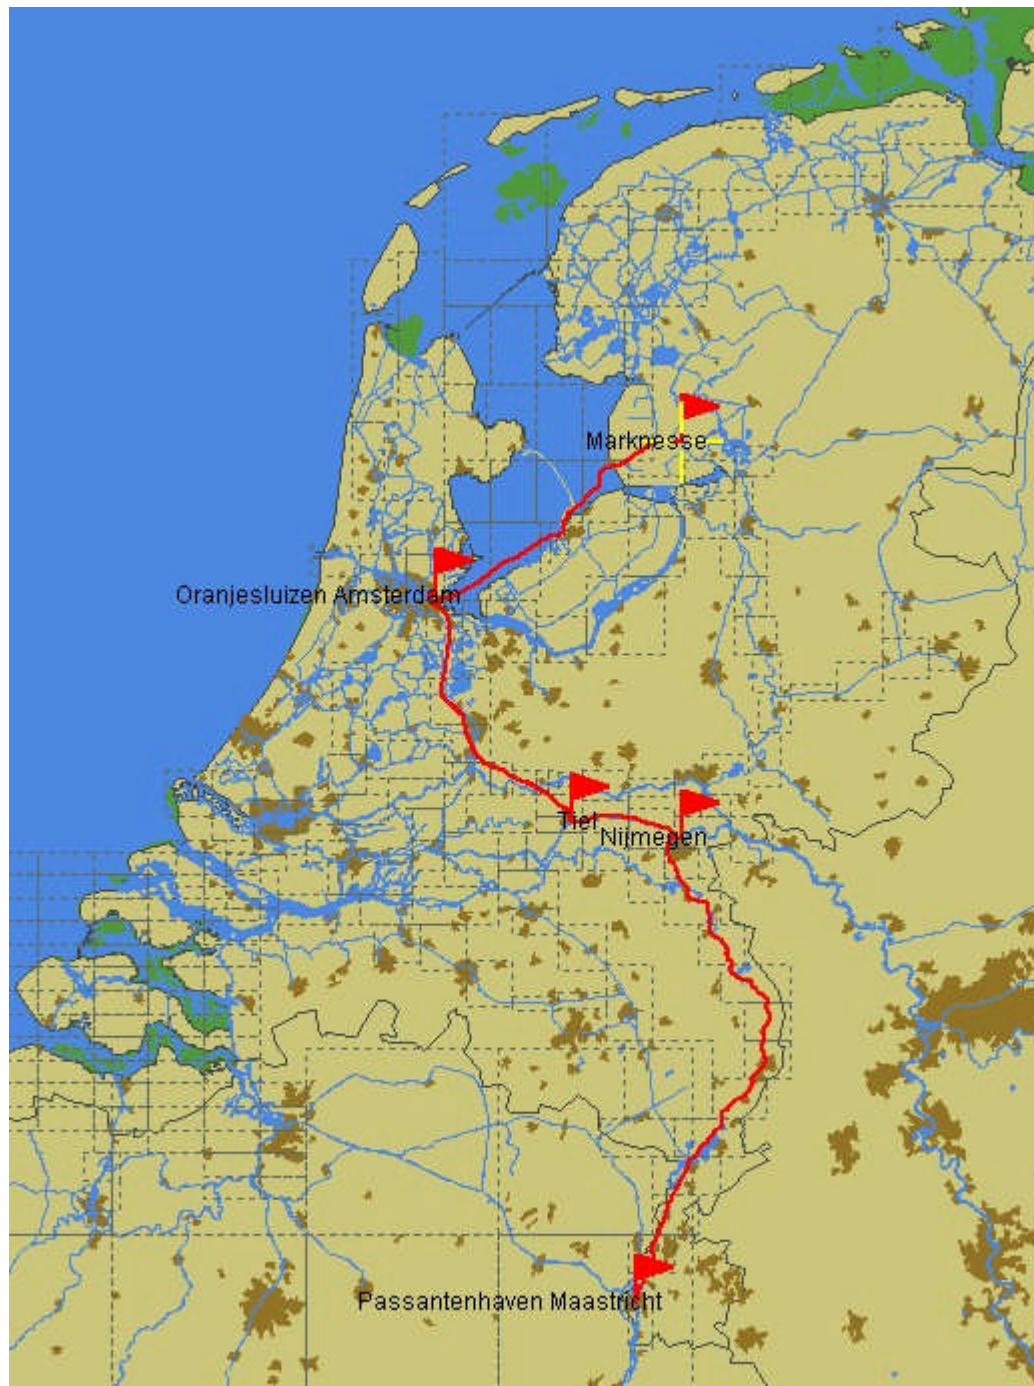 Marknesse
Oranjesluizen Amsterdam
Tiel
Nijmegen
Passantenhaven Maastricht